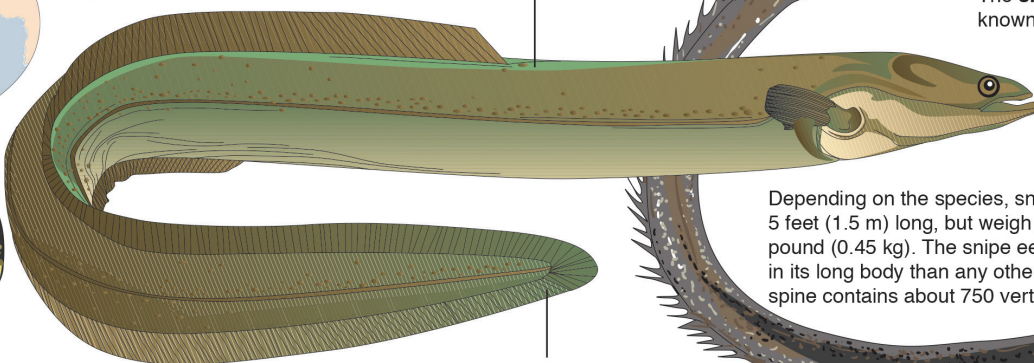 known
Depending on the species, sn
5 feet (1.5 m) long, but weigh
pound (0.45 kg). The snipe ee
in its long body than any othe
spine contains about 750 vert